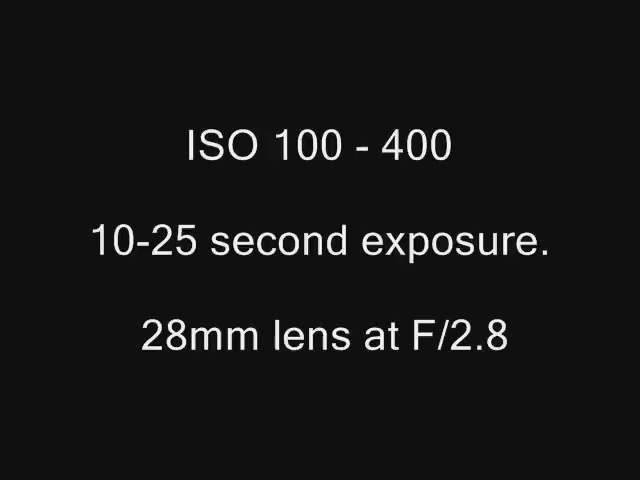 ISO 100 - 400
10-25 second exposure.
28mm lens at F/2.8